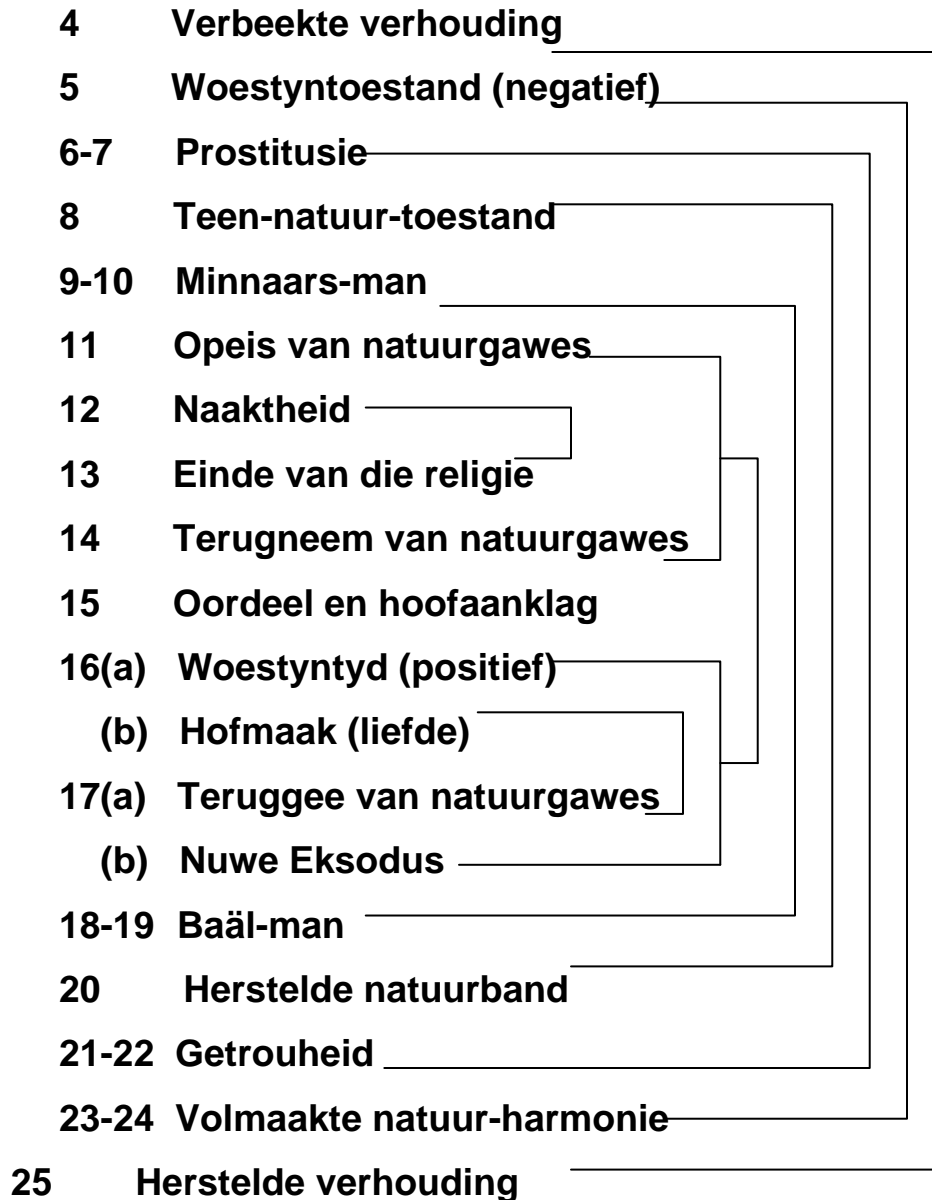 4 Verbeekte verhouding
5 Woestyntoestand (negatief)
6-7 Prostitusie
8 Teen-natuur-toestand
9-10 Minnaars-man
11 Opeis van natuurgawes
12 Naaktheid
13 Einde van die religie
14 Terugneem van natuurgawes
15 Oordeel en hoofaanklag
16(a) Woestyntyd (positief)
(b) Hofmaak (liefde)
17(a) Teruggee van natuurgawes
(b) Nuwe Eksodus
18-19 Baäl-man
20 Herstelde natuurband
21-22 Getrouheid
23-24 Volmaakte natuur-harmonie
25 Herstelde verhouding